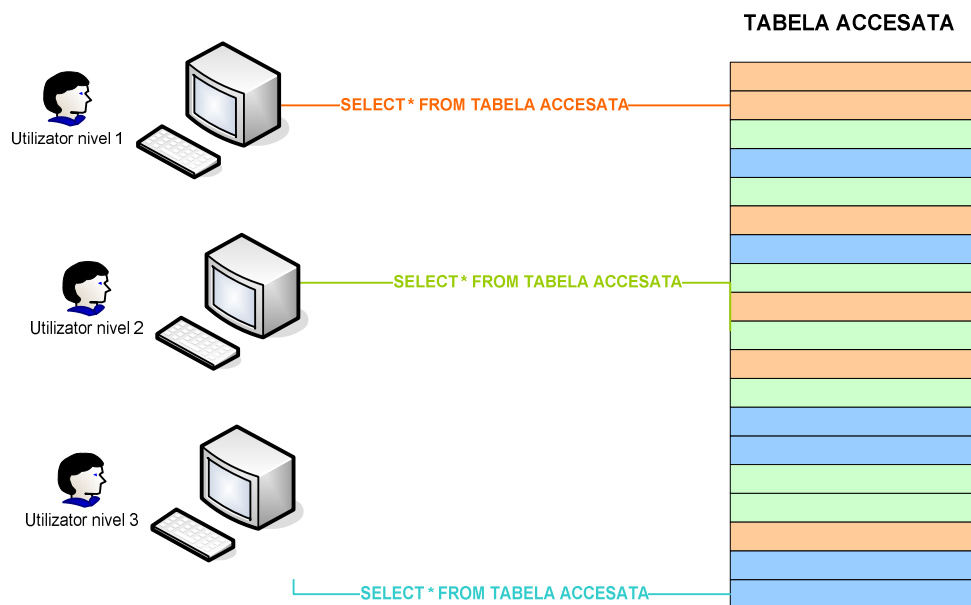 TABELA ACCESATA
Utilizator nivel 1
SELECT * FROM TABELA ACCESATA
Utilizator nivel 2
SELECT * FROM TABELA ACCESATA
Utilizator nivel 3
SELECT * FROM TABELA ACCESATA